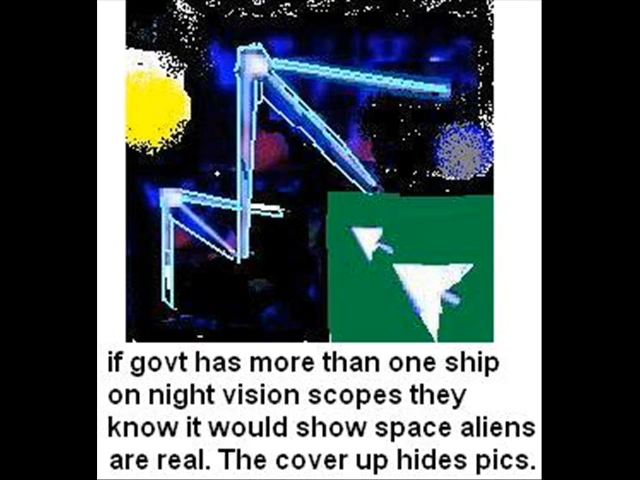 if govt has more than one ship
on night vision scopes they
know it would show space aliens
are real. The cover up hides pics.